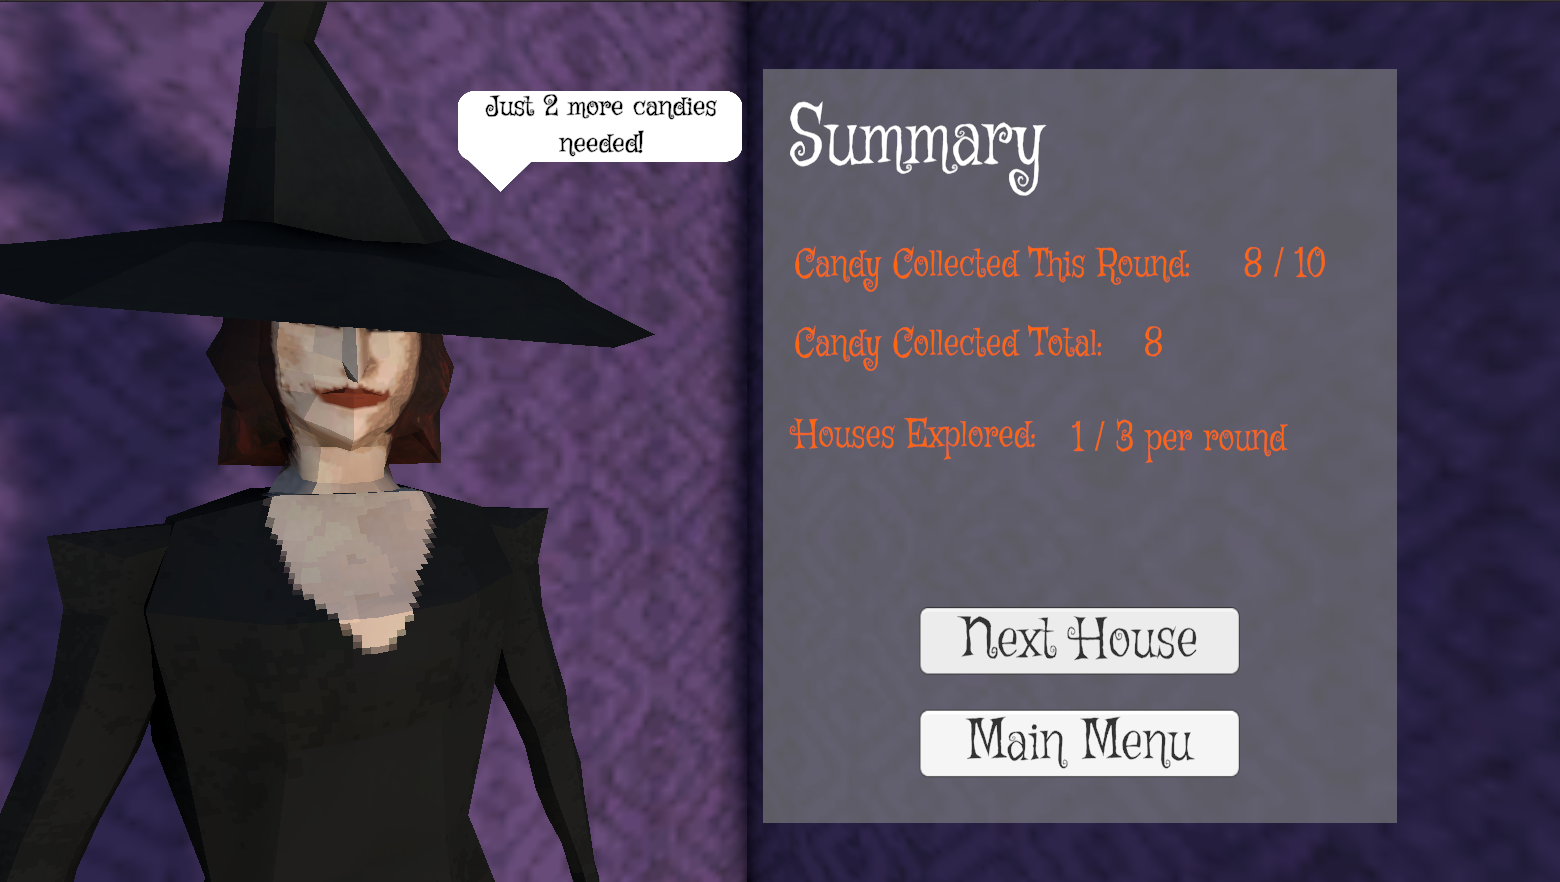 Just 2 more candies
needed!
Summary
Candy Collected This Round: 8 / 10
Candy Collected Total: 8
Houses Explored: 1 / 3 per round
Next House
Main Menu